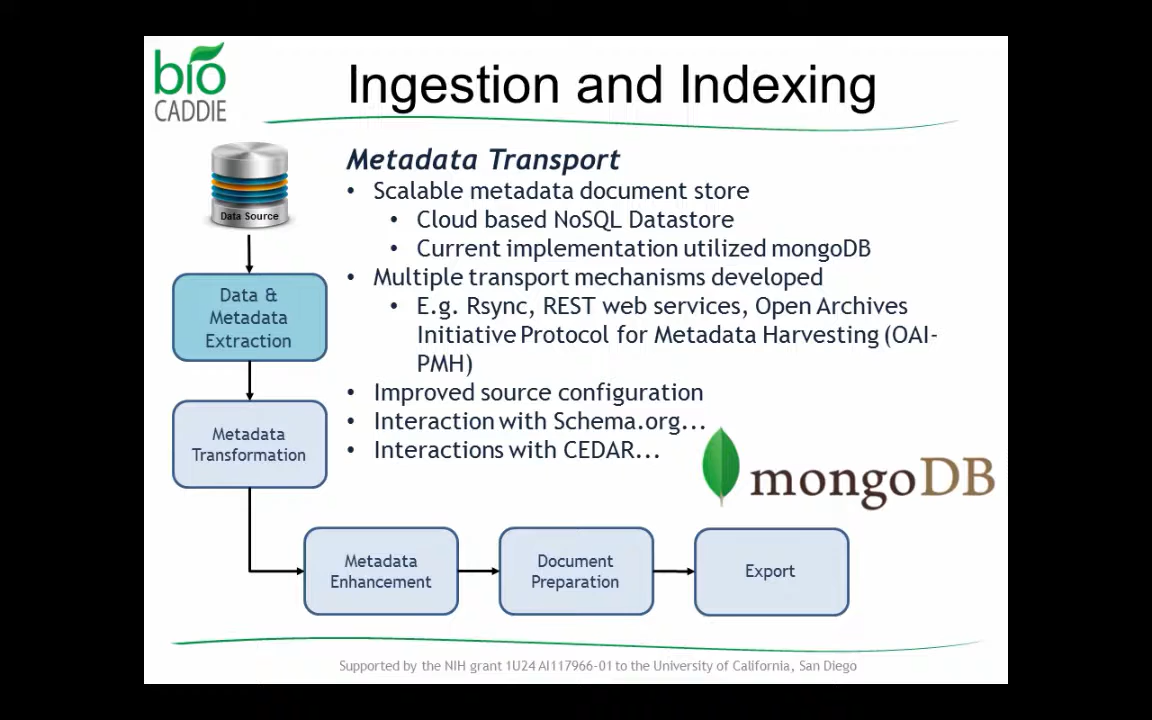 bio
CADDIE
Ingestion and Indexing
Data Source
Metadata Transport
• Scalable metadata document store
• Cloud based NoSQL Datastore
• Current implementation utilized mongoDB
• Multiple transport mechanisms developed
• E.g. Rsync, REST web services, Open Archives
Initiative Protocol for Metadata Harvesting (OAI-
PMH)
• Improved source configuration
• Interaction with Schema.org...
• Interactions with CEDAR...
Data &
Metadata
Extraction
Metadata
Transformation
mongoDB
Metadata
Enhancement
Document
Preparation
Export
Supported by the NIH grant 1U24 AI117966-01 to the University of California, San Diego